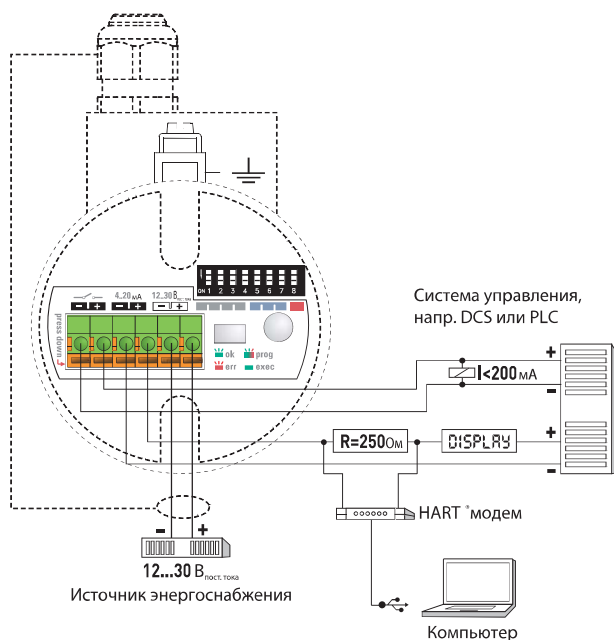 4...20 мА
12...30 В пост. ток
- + - + - +
press down
ON 1 2 3 4 5 6 7 8
ok prog
err exec
Система управления,
напр. DCS или PLC
+
I<200 мА
-
R=250Ом
DISPLAY
+
-
HART ® модем
- +
12...30 Впост. тока
Источник энергоснабжения
Компьютер